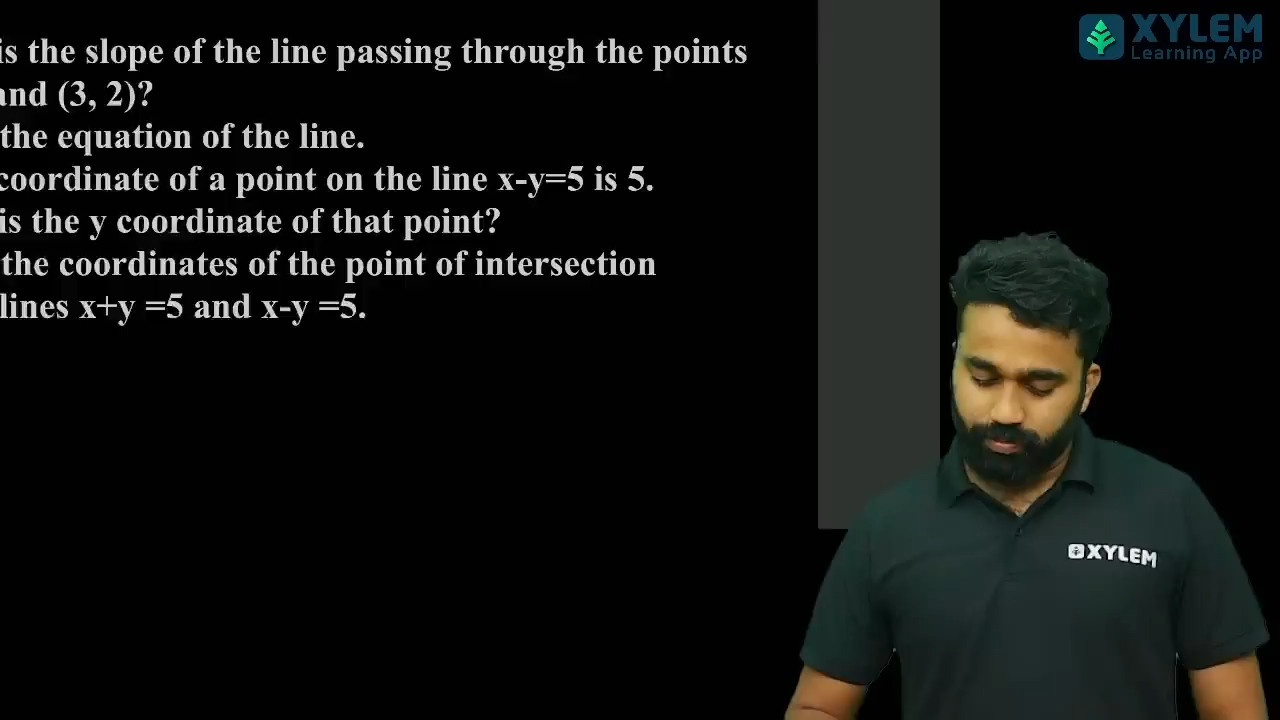 is the slope of the line passing through the points
and (3, 2)?
the equation of the line.
coordinate of a point on the line x-y=5 is 5.
is the y coordinate of that point?
the coordinates of the point of intersection
lines x+y =5 and x-y =5.
XYLEM
Learning App
XYLEM